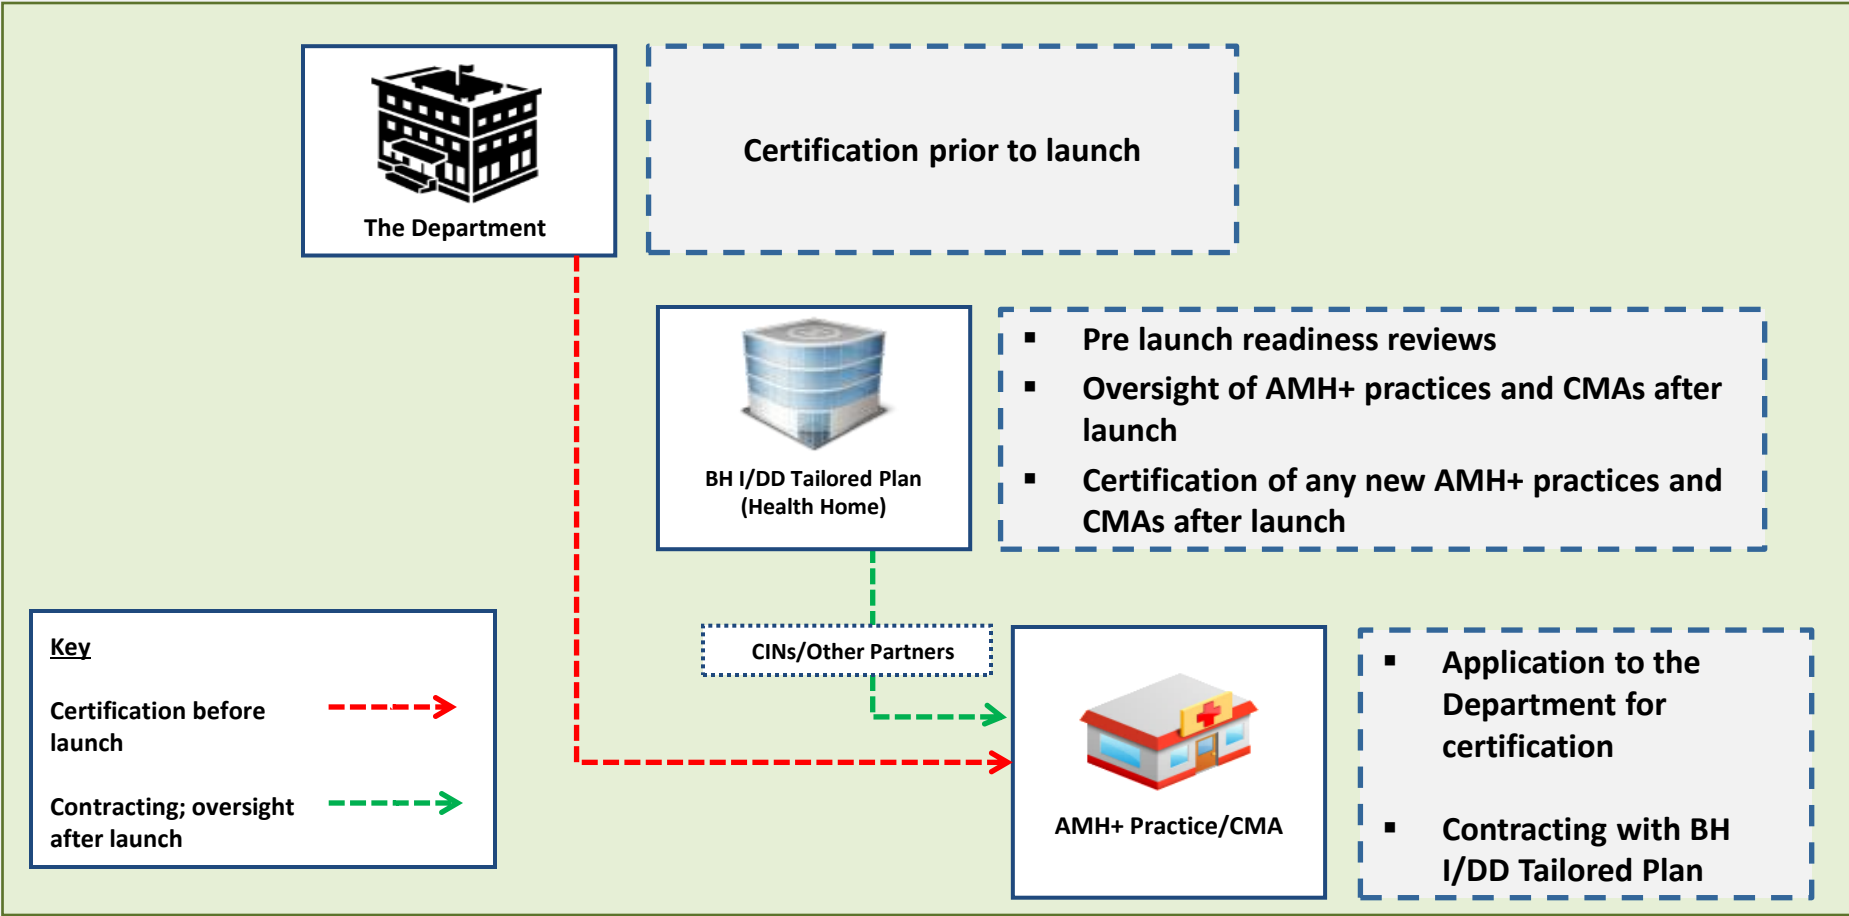 The Department
Certification prior to launch
BH I/DD Tailored Plan
(Health Home)
▪ Pre launch readiness reviews
▪ Oversight of AMH+ practices and CMAs after
launch
▪ Certification of any new AMH+ practices and
CMAs after launch
CINs/Other Partners
AMH+ Practice/CMA
▪ Application to the
Department for
certification
▪ Contracting with BH
I/DD Tailored Plan
Key
Certification before
launch
Contracting; oversight
after launch